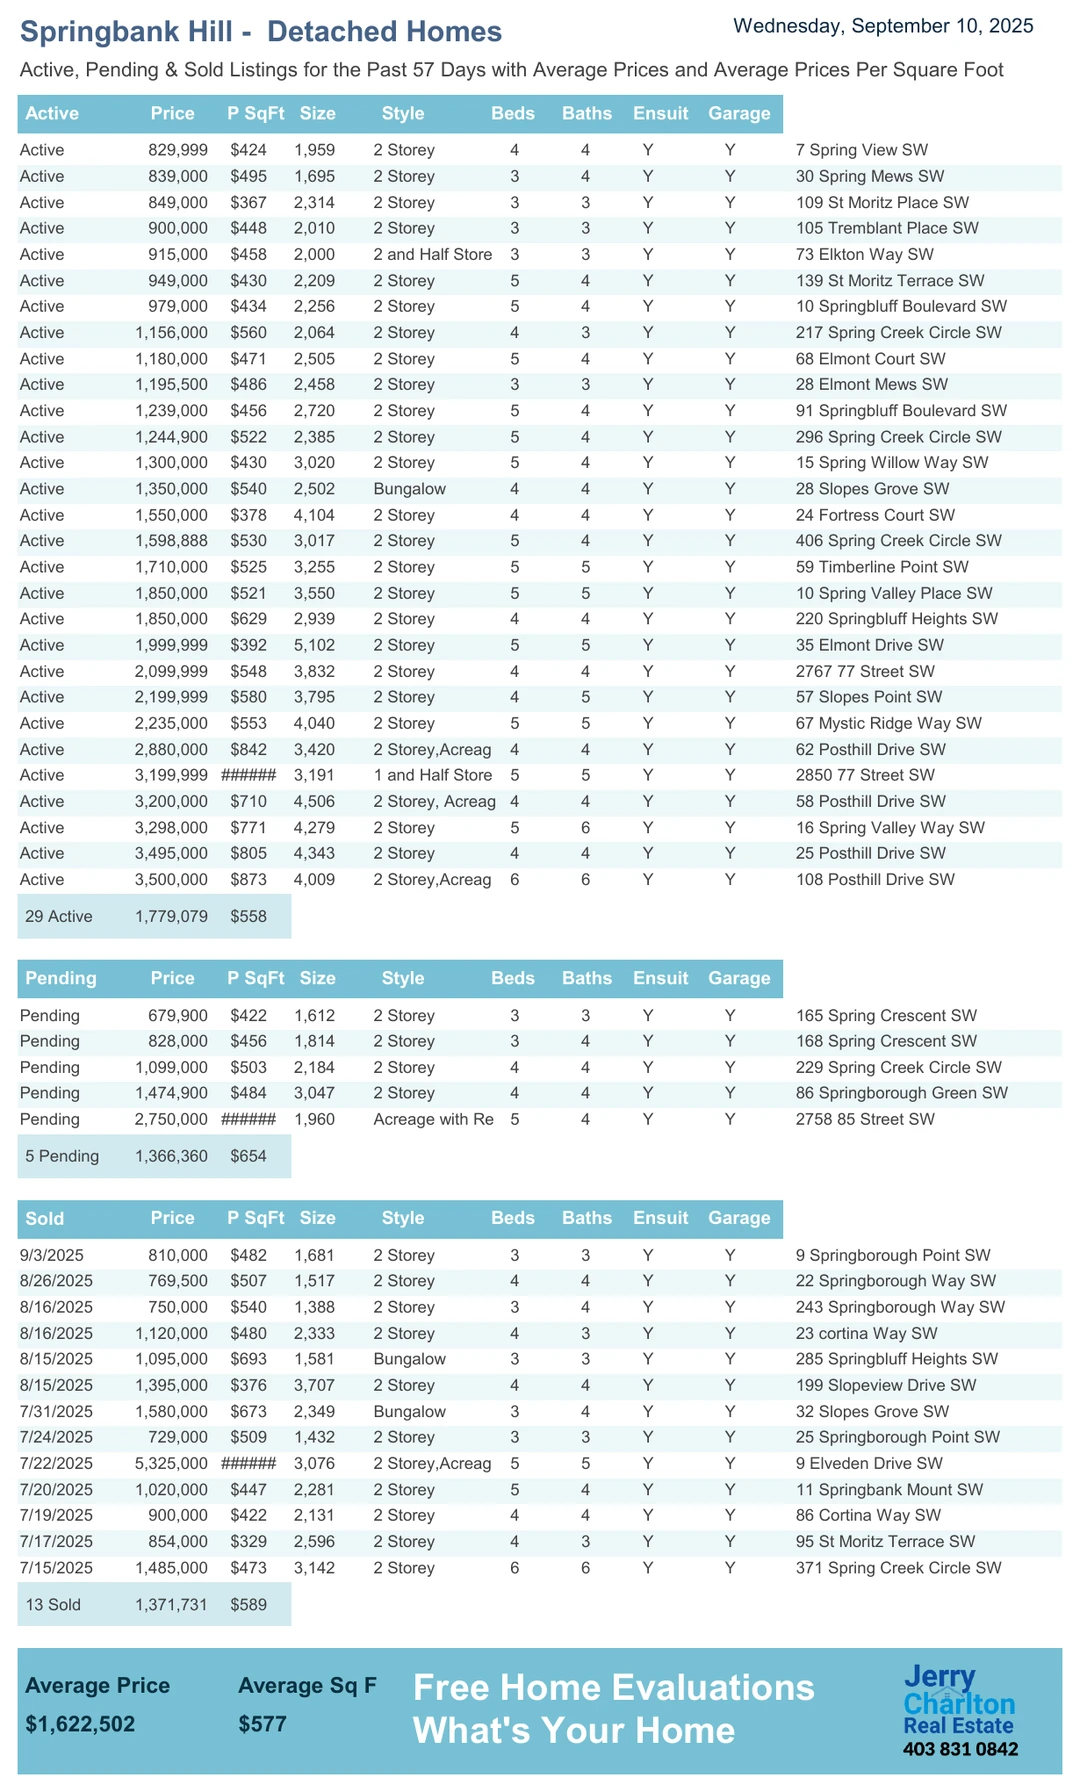 Springbank Hill - Detached Homes
Wednesday, September 10, 2025
Active, Pending & Sold Listings for the Past 57 Days with Average Prices and Average Prices Per Square Foot
Active Price P SqFt Size Style Beds Baths Ensuit Garage
Active 829,999 $424 1,959 2 Storey 4 4 Y Y 7 Spring View SW
Active 839,000 $495 1,695 2 Storey 3 4 Y Y 30 Spring Mews SW
Active 849,000 $367 2,314 2 Storey 3 3 Y Y 109 St Moritz Place SW
Active 900,000 $448 2,010 2 Storey 3 3 Y Y 105 Tremblant Place SW
Active 915,000 $458 2,000 2 and Half Store 3 3 Y Y 73 Elkton Way SW
Active 949,000 $430 2,209 2 Storey 5 4 Y Y 139 St Moritz Terrace SW
Active 979,000 $434 2,256 2 Storey 5 4 Y Y 10 Springbluff Boulevard SW
Active 1,156,000 $560 2,064 2 Storey 4 3 Y Y 217 Spring Creek Circle SW
Active 1,180,000 $471 2,505 2 Storey 5 4 Y Y 68 Elmont Court SW
Active 1,195,500 $486 2,458 2 Storey 3 3 Y Y 28 Elmont Mews SW
Active 1,239,000 $456 2,720 2 Storey 5 4 Y Y 91 Springbluff Boulevard SW
Active 1,244,900 $522 2,385 2 Storey 5 4 Y Y 296 Spring Creek Circle SW
Active 1,300,000 $430 3,020 2 Storey 5 4 Y Y 15 Spring Willow Way SW
Active 1,350,000 $540 2,502 Bungalow 4 4 Y Y 28 Slopes Grove SW
Active 1,550,000 $378 4,104 2 Storey 4 4 Y Y 24 Fortress Court SW
Active 1,598,888 $530 3,017 2 Storey 5 4 Y Y 406 Spring Creek Circle SW
Active 1,710,000 $525 3,255 2 Storey 5 5 Y Y 59 Timberline Point SW
Active 1,850,000 $521 3,550 2 Storey 5 5 Y Y 10 Spring Valley Place SW
Active 1,850,000 $629 2,939 2 Storey 4 4 Y Y 220 Springbluff Heights SW
Active 1,999,999 $392 5,102 2 Storey 5 5 Y Y 35 Elmont Drive SW
Active 2,099,999 $548 3,832 2 Storey 4 4 Y Y 2767 77 Street SW
Active 2,199,999 $580 3,795 2 Storey 4 5 Y Y 57 Slopes Point SW
Active 2,235,000 $553 4,040 2 Storey 5 5 Y Y 67 Mystic Ridge Way SW
Active 2,880,000 $842 3,420 2 Storey,Acreag 4 4 Y Y 62 Posthill Drive SW
Active 3,199,999 ###### 3,191 1 and Half Store 5 5 Y Y 2850 77 Street SW
Active 3,200,000 $710 4,506 2 Storey, Acreag 4 4 Y Y 58 Posthill Drive SW
Active 3,298,000 $771 4,279 2 Storey 5 6 Y Y 16 Spring Valley Way SW
Active 3,495,000 $805 4,343 2 Storey 4 4 Y Y 25 Posthill Drive SW
Active 3,500,000 $873 4,009 2 Storey,Acreag 6 6 Y Y 108 Posthill Drive SW
29 Active 1,779,079 $558
Pending Price P SqFt Size Style Beds Baths Ensuit Garage
Pending 679,900 $422 1,612 2 Storey 3 3 Y Y 165 Spring Crescent SW
Pending 828,000 $456 1,814 2 Storey 3 4 Y Y 168 Spring Crescent SW
Pending 1,099,000 $503 2,184 2 Storey 4 4 Y Y 229 Spring Creek Circle SW
Pending 1,474,900 $484 3,047 2 Storey 4 4 Y Y 86 Springborough Green SW
Pending 2,750,000 ###### 1,960 Acreage with Re 5 4 Y Y 2758 85 Street SW
5 Pending 1,366,360 $654
Sold Price P SqFt Size Style Beds Baths Ensuit Garage
9/3/2025 810,000 $482 1,681 2 Storey 3 3 Y Y 9 Springborough Point SW
8/26/2025 769,500 $507 1,517 2 Storey 4 4 Y Y 22 Springborough Way SW
8/16/2025 750,000 $540 1,388 2 Storey 3 4 Y Y 243 Springborough Way SW
8/16/2025 1,120,000 $480 2,333 2 Storey 4 3 Y Y 23 cortina Way SW
8/15/2025 1,095,000 $693 1,581 Bungalow 3 3 Y Y 285 Springbluff Heights SW
8/15/2025 1,395,000 $376 3,707 2 Storey 4 4 Y Y 199 Slopeview Drive SW
7/31/2025 1,580,000 $673 2,349 Bungalow 3 4 Y Y 32 Slopes Grove SW
7/24/2025 729,000 $509 1,432 2 Storey 3 3 Y Y 25 Springborough Point SW
7/22/2025 5,325,000 ###### 3,076 2 Storey,Acreag 5 5 Y Y 9 Elveden Drive SW
7/20/2025 1,020,000 $447 2,281 2 Storey 5 4 Y Y 11 Springbank Mount SW
7/19/2025 900,000 $422 2,131 2 Storey 4 4 Y Y 86 Cortina Way SW
7/17/2025 854,000 $329 2,596 2 Storey 4 3 Y Y 95 St Moritz Terrace SW
7/15/2025 1,485,000 $473 3,142 2 Storey 6 6 Y Y 371 Spring Creek Circle SW
13 Sold 1,371,731 $589
Average Price Average Sq F
$1,622,502 $577
Free Home Evaluations
What's Your Home
Jerry
Charlton
Real Estate
403 831 0842